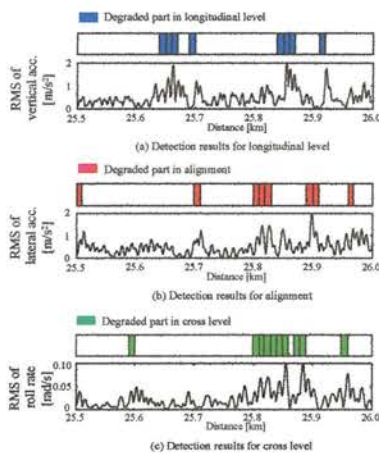 Degraded part in longitudinal level
RMS of
vertical acc.
[m/s²]
2
1
0
25.5 25.6 25.7 25.8 25.9 26.0
Distance [km]
(a) Detection results for longitudinal level
Degraded part in alignment
RMS of
lateral acc.
[m/s²]
2
1
0
25.5 25.6 25.7 25.8 25.9 26.0
Distance [km]
(b) Detection results for alignment
Degraded part in cross level
RMS of
roll rate
[rad/s]
0.10
0.05
0
25.5 25.6 25.7 25.8 25.9 26.0
Distance [km]
(c) Detection results for cross level